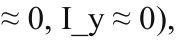 ≈ 0, I_y ≈ 0),